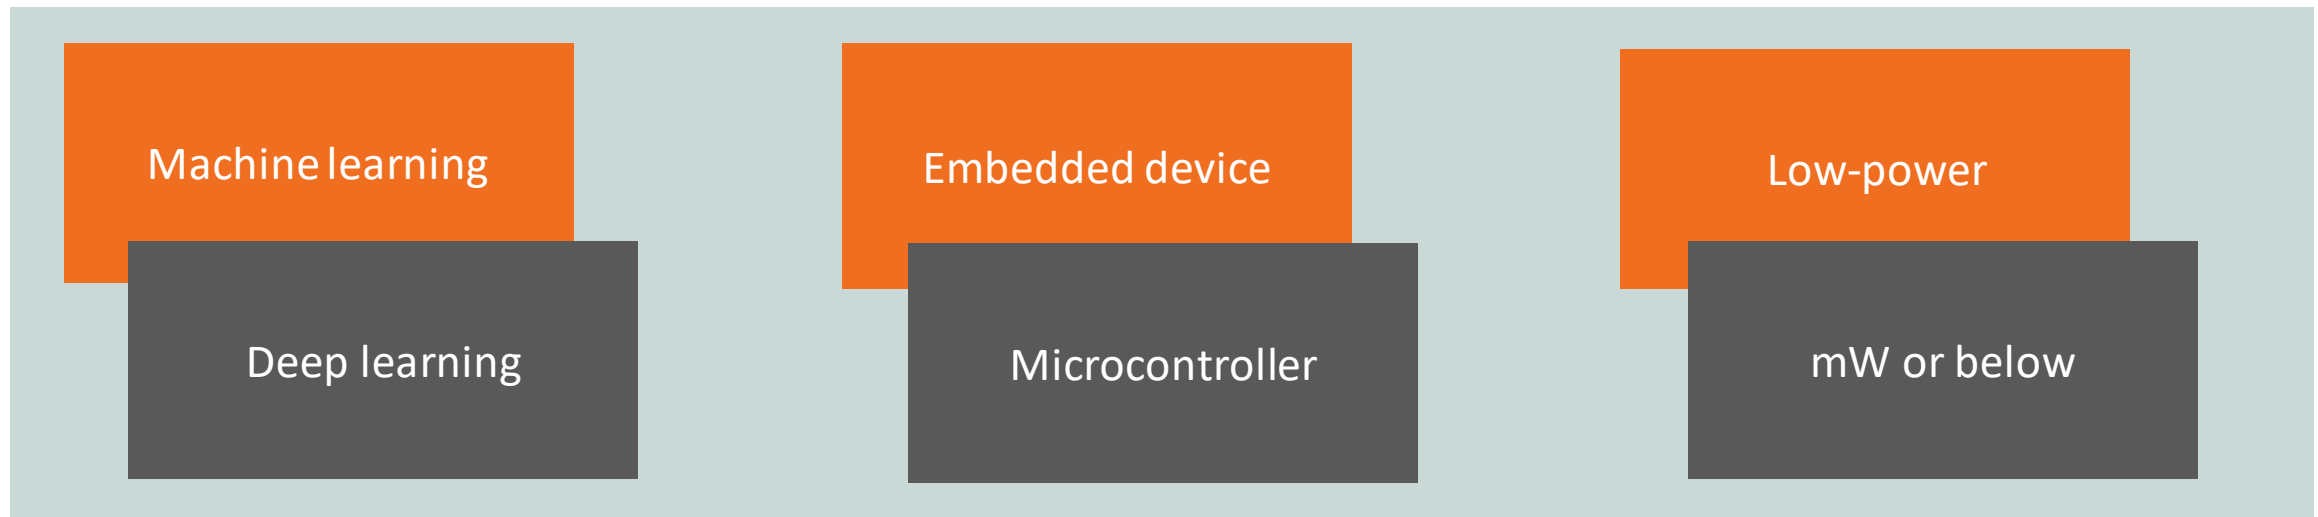 Machine learning
Deep learning
Embedded device
Microcontroller
Low-power
mW or below